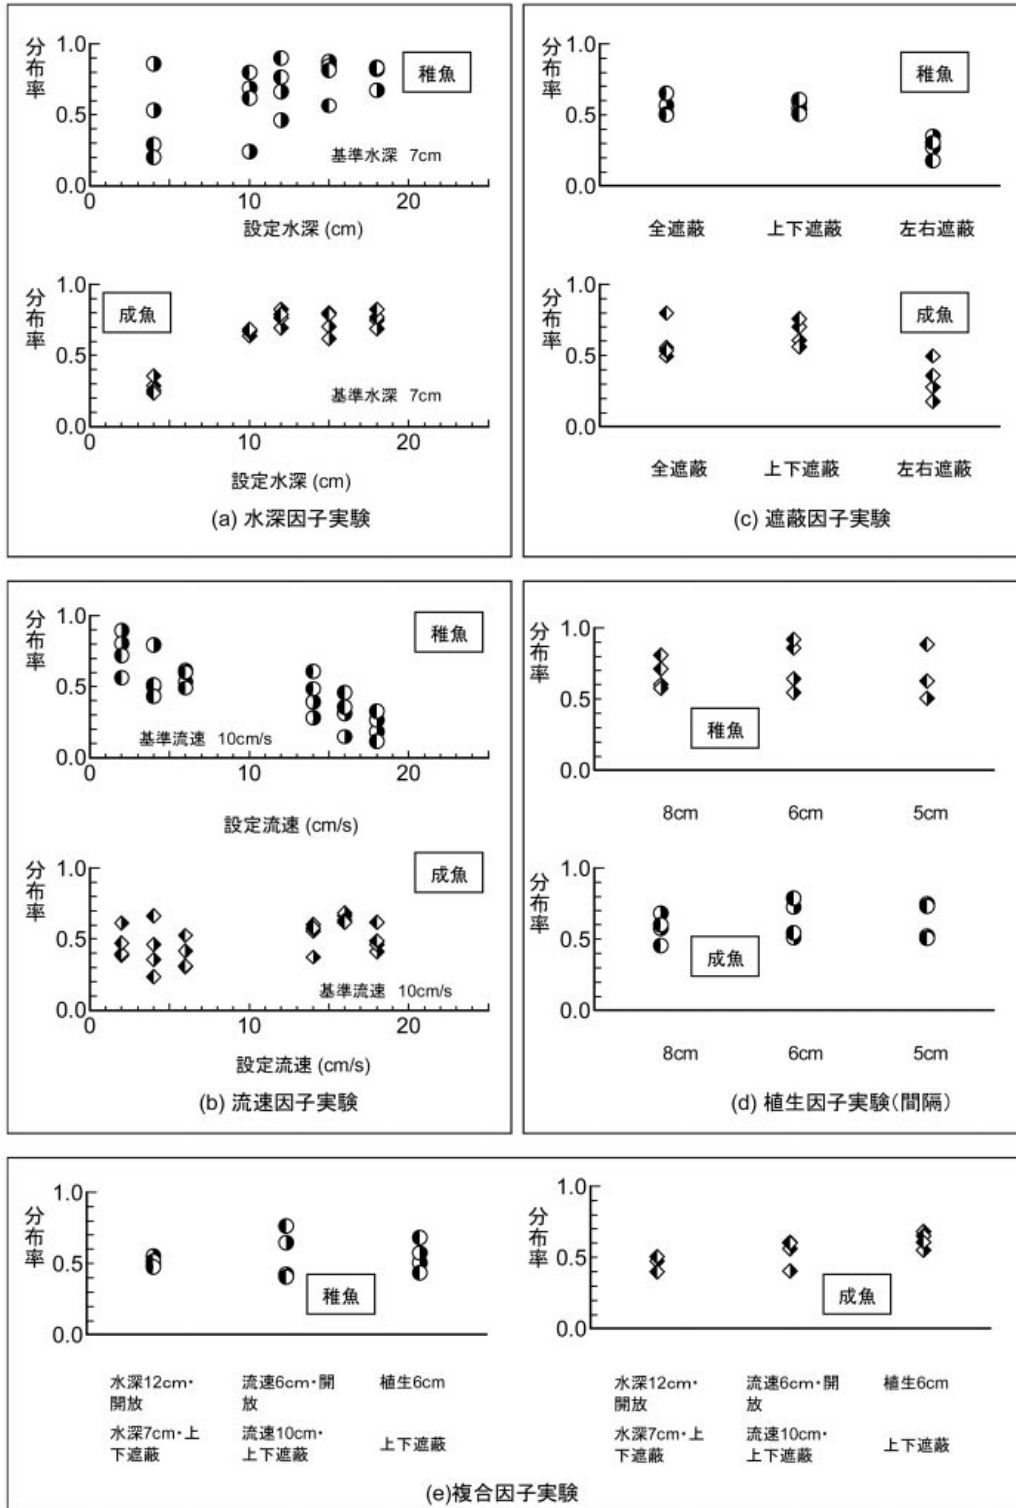 分布率
1.0
0.5
0.0
稚魚
基準水深 7cm
0
10
20
設定水深 (cm)
分布率
1.0
0.5
0.0
成魚
基準水深 7cm
0
10
20
設定水深 (cm)
(a) 水深因子実験
分布率
1.0
0.5
0.0
稚魚
全遮蔽
上下遮蔽
左右遮蔽
分布率
1.0
0.5
0.0
成魚
全遮蔽
上下遮蔽
左右遮蔽
(c) 遮蔽因子実験
分布率
1.0
0.5
0.0
稚魚
基準流速 10cm/s
0
10
20
設定流速 (cm/s)
分布率
1.0
0.5
0.0
成魚
基準流速 10cm/s
0
10
20
設定流速 (cm/s)
(b) 流速因子実験
分布率
1.0
0.5
0.0
稚魚
8cm
6cm
5cm
分布率
1.0
0.5
0.0
成魚
8cm
6cm
5cm
(d) 植生因子実験(間隔)
分布率
1.0
0.5
0.0
稚魚
水深12cm・
開放
水深7cm・上
下遮蔽
流速6cm・開
放
流速10cm・
上下遮蔽
植生6cm
上下遮蔽
分布率
1.0
0.5
0.0
成魚
水深12cm・
開放
水深7cm・上
下遮蔽
流速6cm・開
放
流速10cm・
上下遮蔽
植生6cm
上下遮蔽
(e)複合因子実験